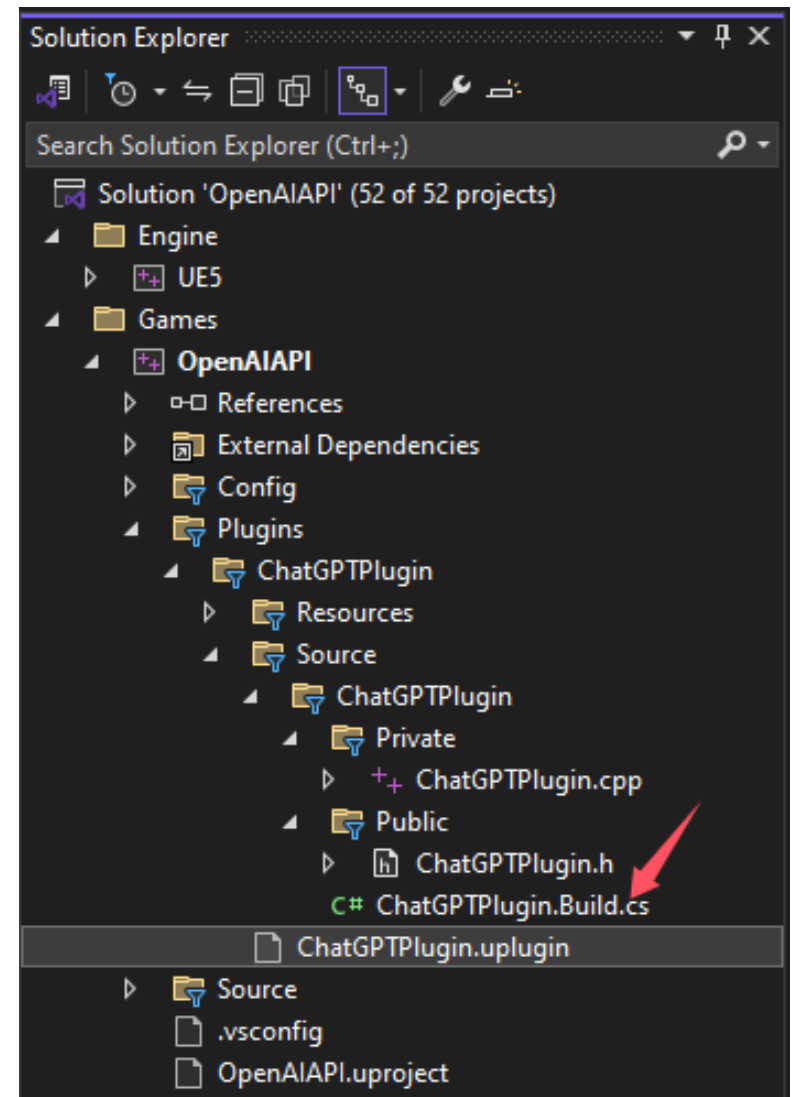 Solution Explorer
Search Solution Explorer (Ctrl+;)
Solution 'OpenAIAPI' (52 of 52 projects)
Engine
UE5
Games
OpenAIAPI
References
External Dependencies
Config
Plugins
ChatGPTPlugin
Resources
Source
ChatGPTPlugin
Private
ChatGPTPlugin.cpp
Public
ChatGPTPlugin.h
C# ChatGPTPlugin.Build.cs
ChatGPTPlugin.uplugin
Source
.vsconfig
OpenAIAPI.uproject